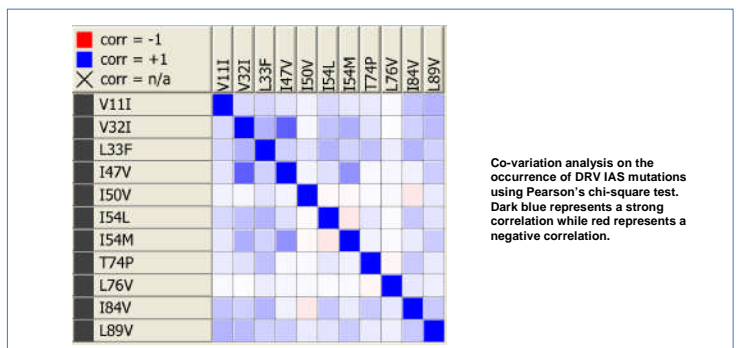 corr = -1
corr = +1
corr = n/a
V11I
V32I
L33F
I47V
I50V
I54L
I54M
T74P
L76V
I84V
L89V
V11I
V32I
L33F
I47V
I50V
I54L
I54M
T74P
L76V
I84V
L89V
Co-variation analysis on the
occurrence of DRV IAS mutations
using Pearson's chi-square test.
Dark blue represents a strong
correlation while red represents a
negative correlation.